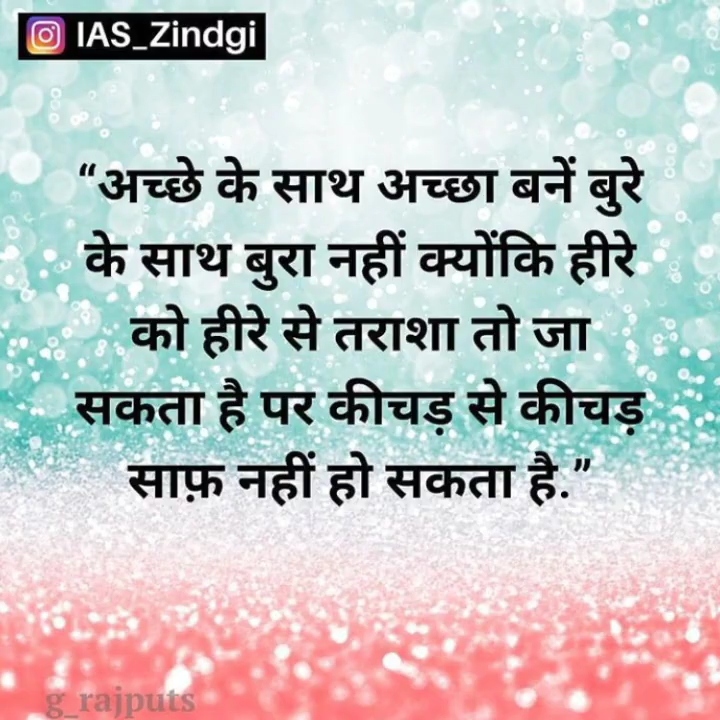 IAS_Zindgi
“अच्छे के साथ अच्छा बनें बुरे
के साथ बुरा नहीं क्योंकि हीरे
को हीरे से तराशा तो जा
सकता है पर कीचड़ से कीचड़
साफ़ नहीं हो सकता है.”
g_rajputs